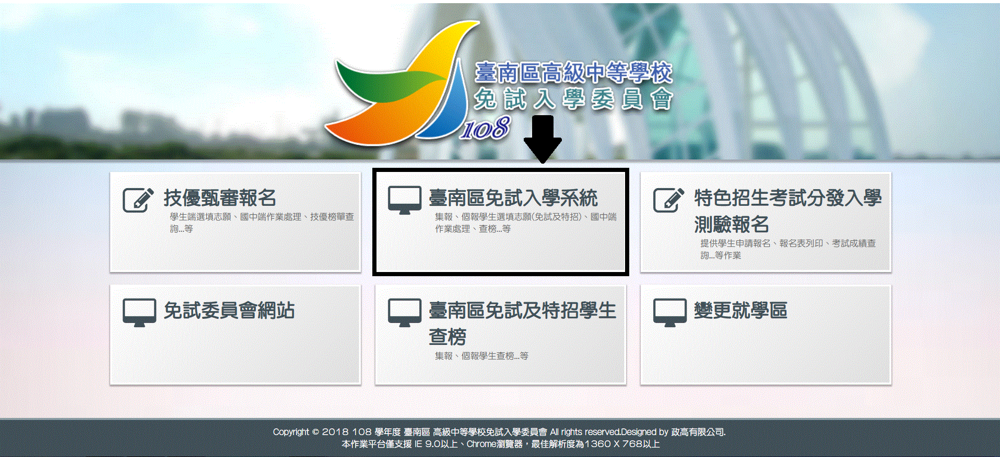 臺南區高級中等學校
免試入學委員會
108
技優甄審報名
學生端選填志願、國中端作業處理、技優榜單查
詢...等
臺南區免試入學系統
集報、個報學生選填志願(免試及特招)、國中端
作業處理、查榜...等
特色招生考試分發入學
測驗報名
提供學生申請報名、報名表列印、考試成績查
詢...等作業
免試委員會網站
臺南區免試及特招學生
查榜
集報、個報學生查榜...等
變更就學區
Copyright © 2018 108 學年度 臺南區 高級中等學校免試入學委員會 All rights reserved.Designed by 政高有限公司.
本作業平台僅支援 IE 9.0以上、Chrome瀏覽器，最佳解析度為1360 X 768以上